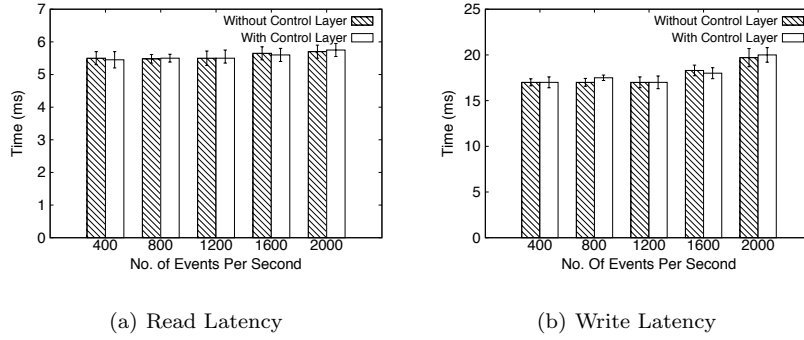 7
6
5
4
3
2
1
0
Time (ms)
Without Control Layer
With Control Layer
400 800 1200 1600 2000
No. of Events Per Second
(a) Read Latency
25
20
15
10
5
0
Time (ms)
Without Control Layer
With Control Layer
400 800 1200 1600 2000
No. Of Events Per Second
(b) Write Latency